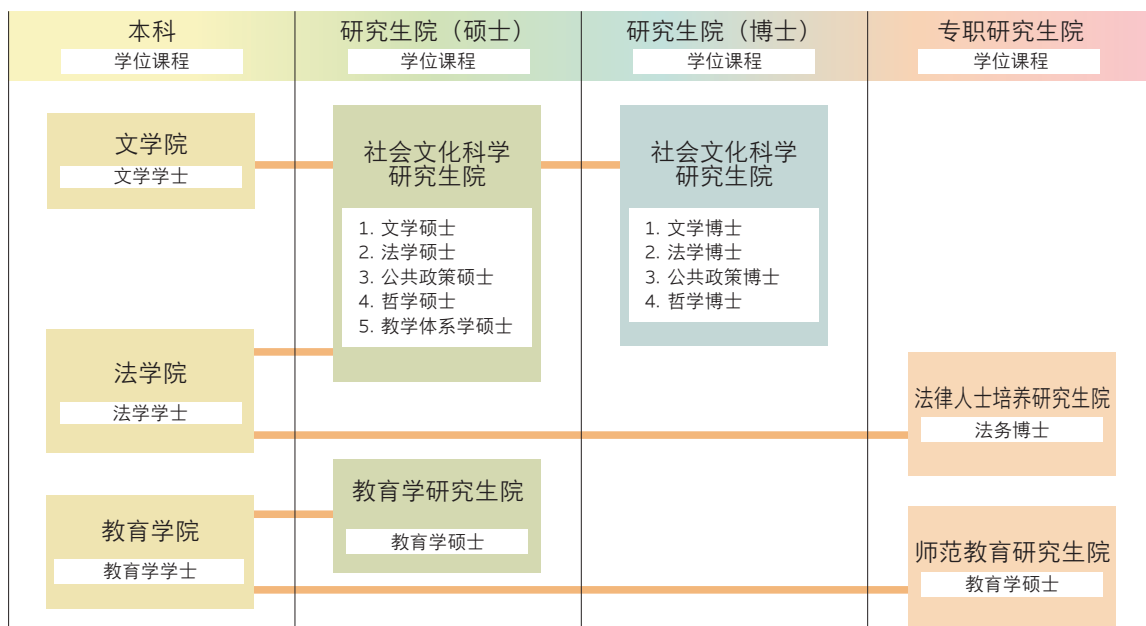 本科
学位课程
研究生院（硕士）
学位课程
研究生院（博士）
学位课程
专职研究生院
学位课程
文学院
文学学士
社会文化科学
研究生院
1. 文学硕士
2. 法学硕士
3. 公共政策硕士
4. 哲学硕士
5. 教学体系学硕士
社会文化科学
研究生院
1. 文学博士
2. 法学博士
3. 公共政策博士
4. 哲学博士
法学院
法学学士
法律人士培养研究生院
法务博士
教育学院
教育学学士
教育学研究生院
教育学硕士
师范教育研究生院
教育学硕士